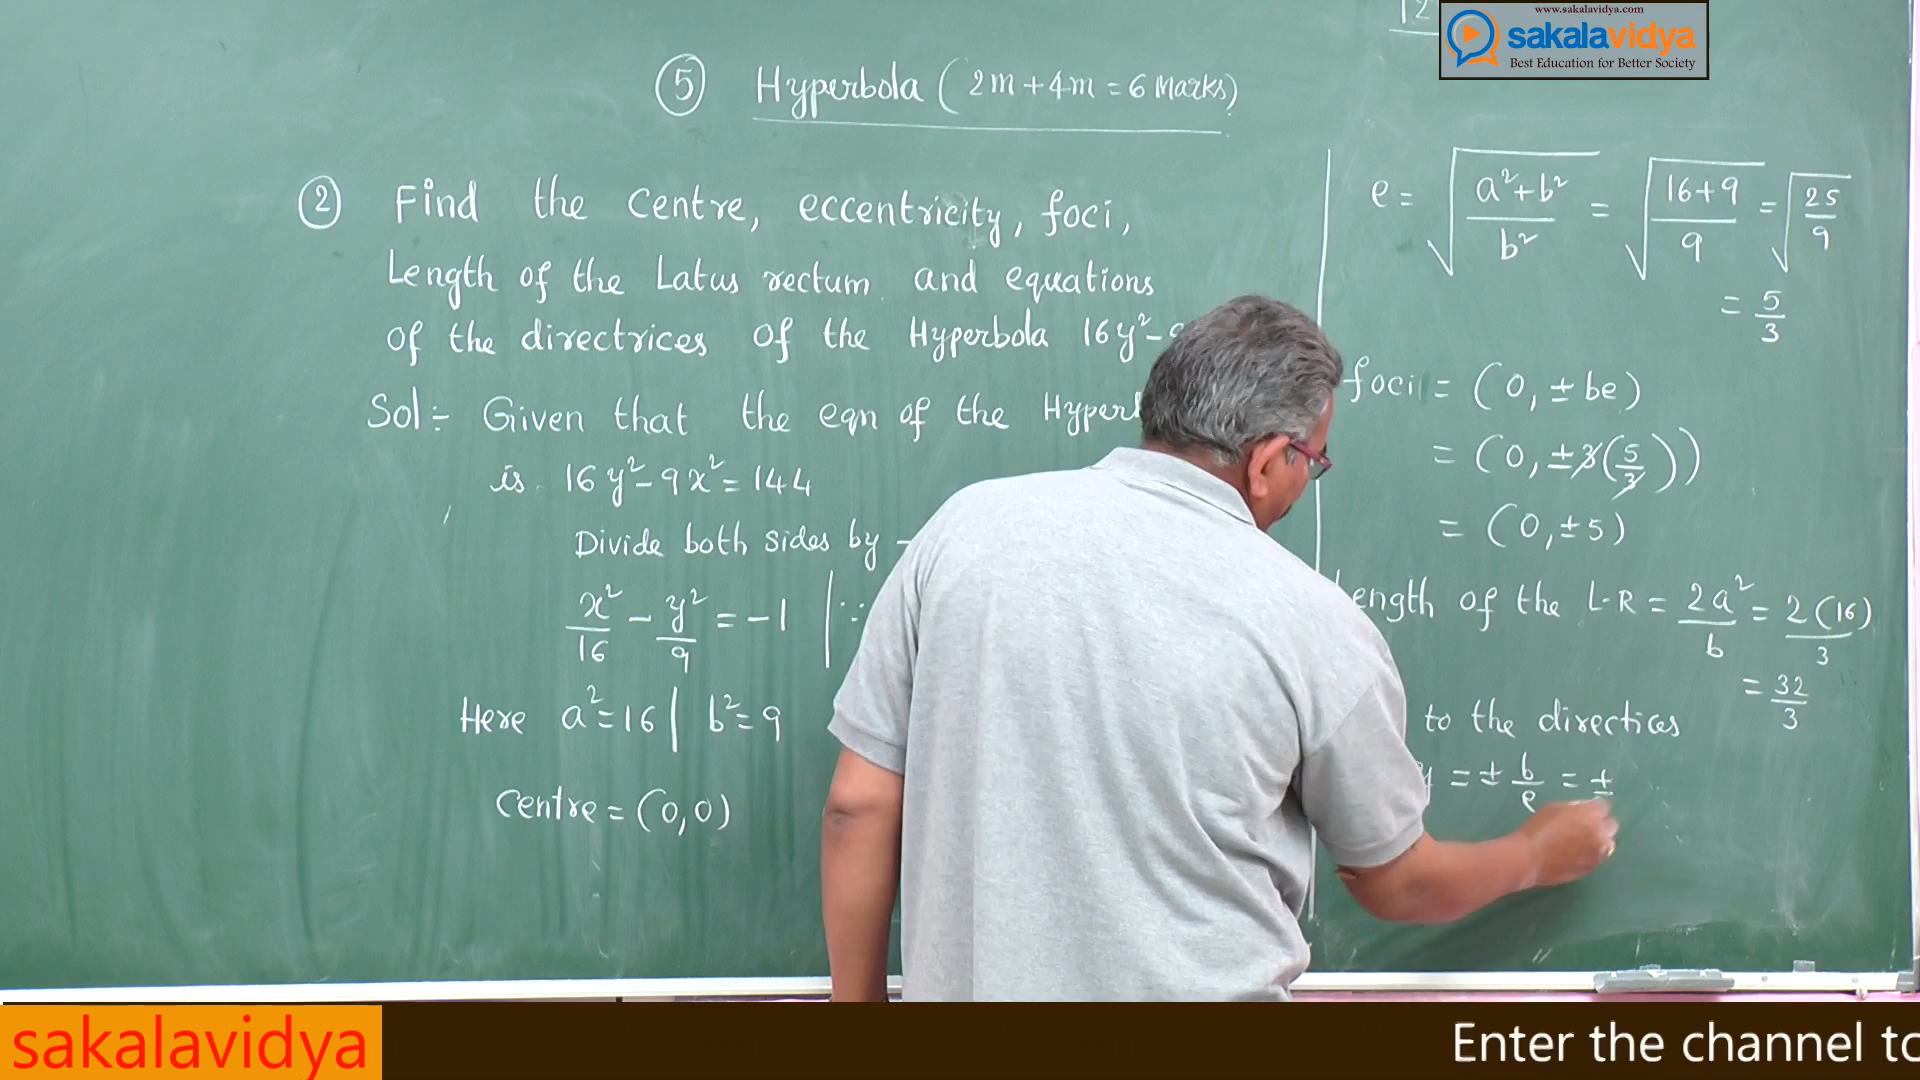 12
www.sakalavidya.com
sakalavidya
Best Education for Better Society
5 Hyperbola (2m+4m=6 Marks)
2 Find the Centre, eccentricity, foci,
Length of the Latus rectum and equations
of the directrices of the Hyperbola 16y²-9
Sol:- Given that the eqn of the Hyperb
is 16y²-9x²=144
Divide both sides by -
x²/16 - y²/9 = -1 | ∵
Here a²=16 | b²=9
Centre=(0,0)
e = √((a²+b²)/b²) = √((16+9)/9) = √(25/9)
= 5/3
foci = (0, ± be)
= (0, ±3(5/3))
= (0, ±5)
ength of the L.R = 2a²/b = 2(16)/3
= 32/3
to the directices
= ± b/e = ±
sakalavidya
Enter the channel to